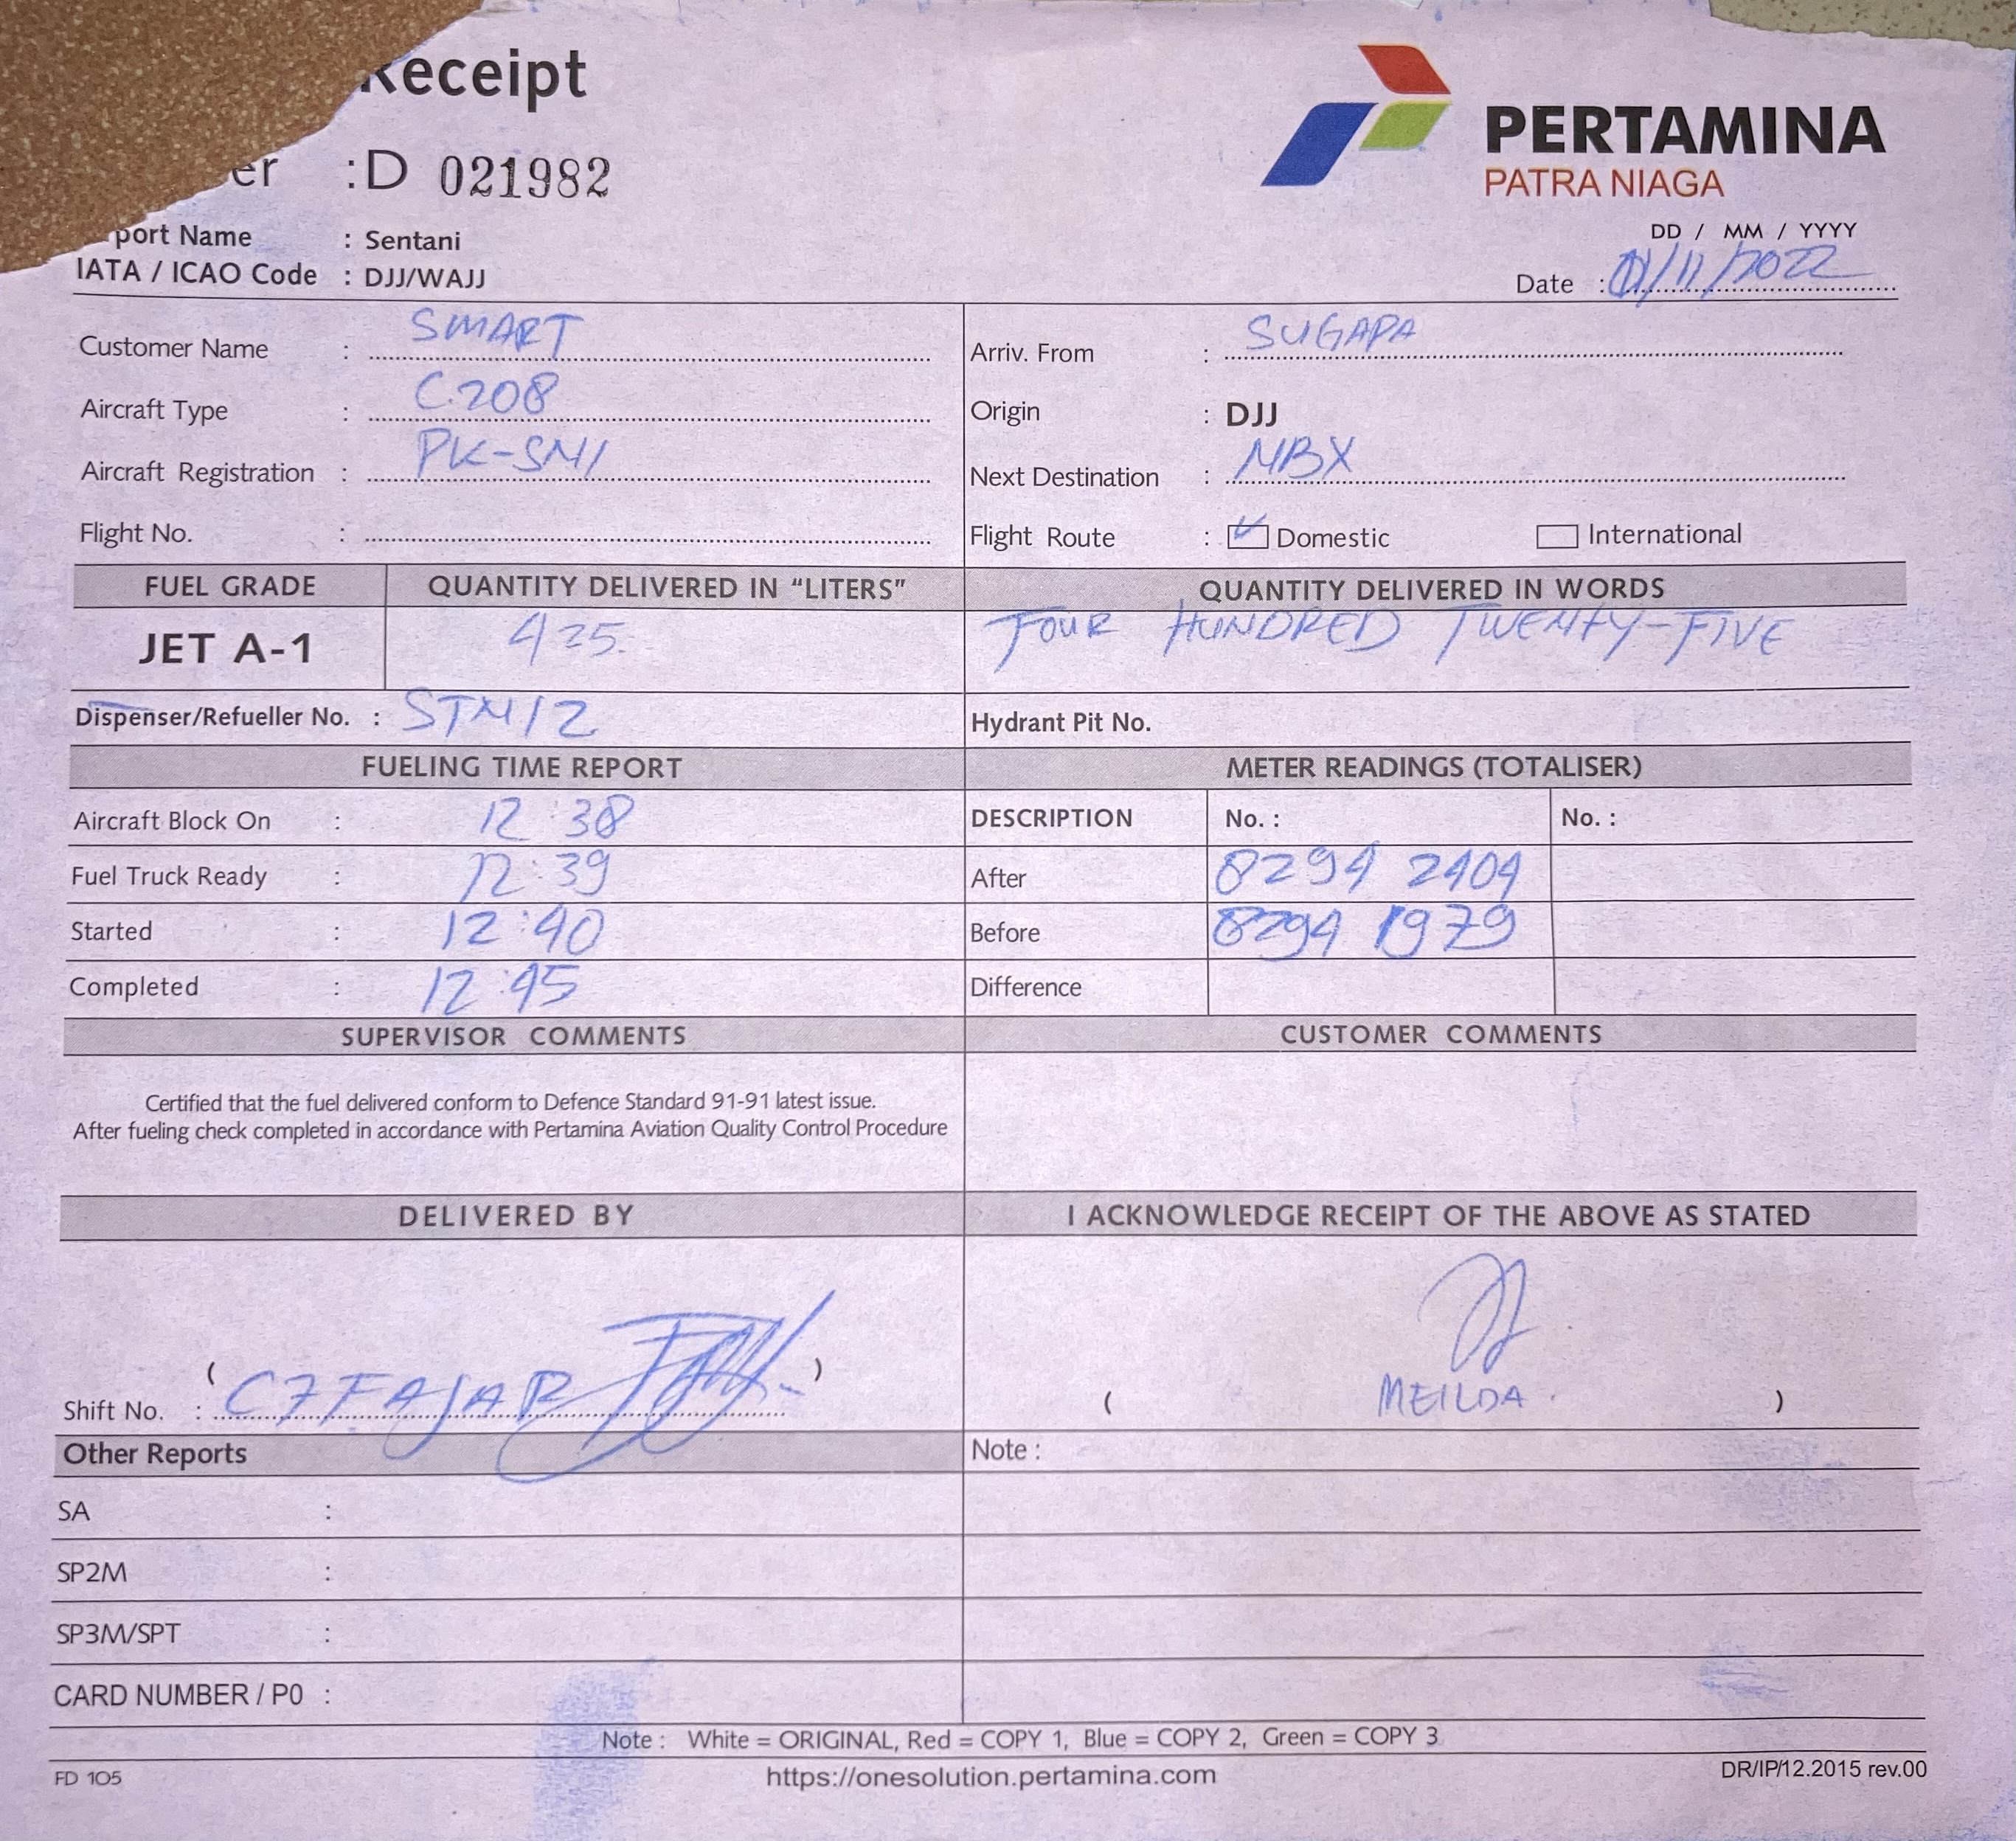 Receipt
er : D 021982
PERTAMINA
PATRA NIAGA
port Name : Sentani
IATA / ICAO Code : DJJ/WAJJ
DD / MM / YYYY
Date : 01/11/2022
Customer Name : SMART
Arriv. From : SUGAPA
Aircraft Type : C.208
Origin : DJJ
Aircraft Registration : PK-SNI
Next Destination : NBX
Flight No. :
Flight Route : Domestic International
FUEL GRADE QUANTITY DELIVERED IN “LITERS” QUANTITY DELIVERED IN WORDS
JET A-1 425. FOUR HUNDRED TWENTY-FIVE
Dispenser/Refueller No. : STN12 Hydrant Pit No.
FUELING TIME REPORT METER READINGS (TOTALISER)
Aircraft Block On : 12:38 DESCRIPTION No. : No. :
Fuel Truck Ready : 12:39 After 8294 2404
Started : 12:40 Before 8294 1979
Completed : 12:45 Difference
SUPERVISOR COMMENTS CUSTOMER COMMENTS
Certified that the fuel delivered conform to Defence Standard 91-91 latest issue.
After fueling check completed in accordance with Pertamina Aviation Quality Control Procedure
DELIVERED BY I ACKNOWLEDGE RECEIPT OF THE ABOVE AS STATED
( )
Shift No. : C7 FAJAR
( MEILDA . )
Other Reports Note :
SA :
SP2M :
SP3M/SPT :
CARD NUMBER / P0 :
Note : White = ORIGINAL, Red = COPY 1, Blue = COPY 2, Green = COPY 3
FD 105 https://onesolution.pertamina.com DR/IP/12.2015 rev.00